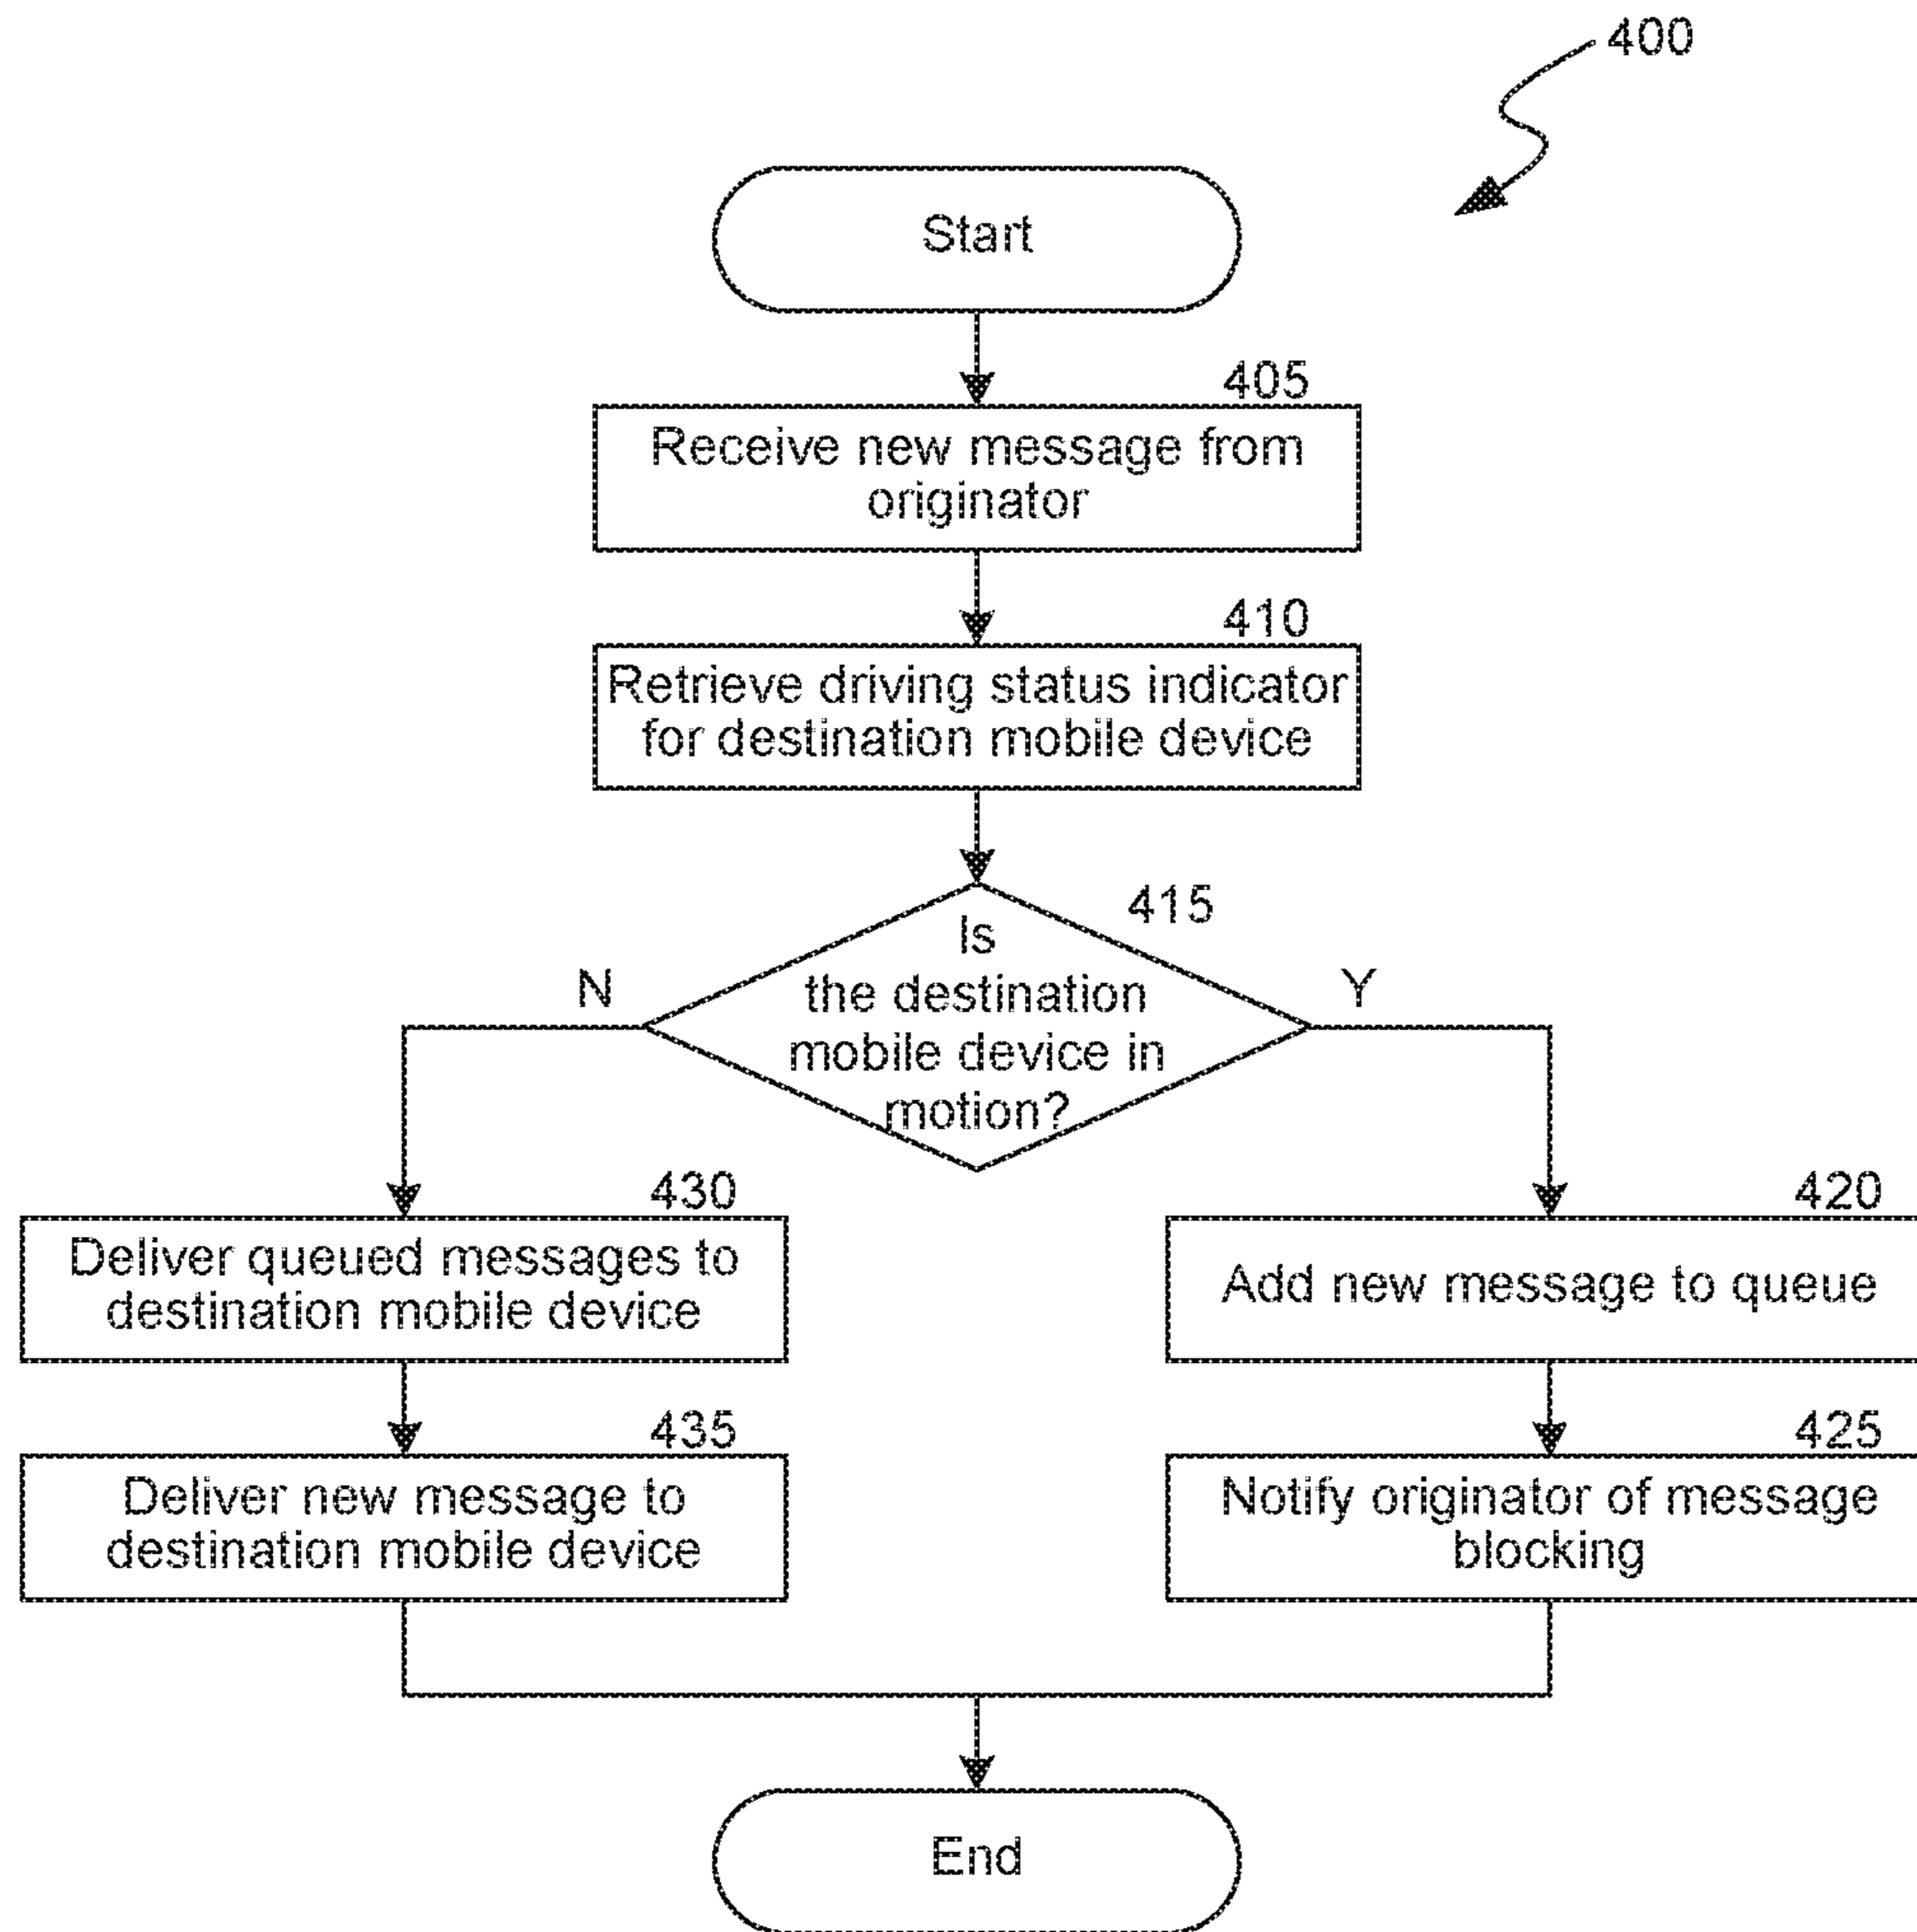 400
Start
405
Receive new message from
originator
410
Retrieve driving status indicator
for destination mobile device
415
Is
the destination
mobile device in
motion?
N
Y
430
Deliver queued messages to
destination mobile device
420
Add new message to queue
435
Deliver new message to
destination mobile device
425
Notify originator of message
blocking
End